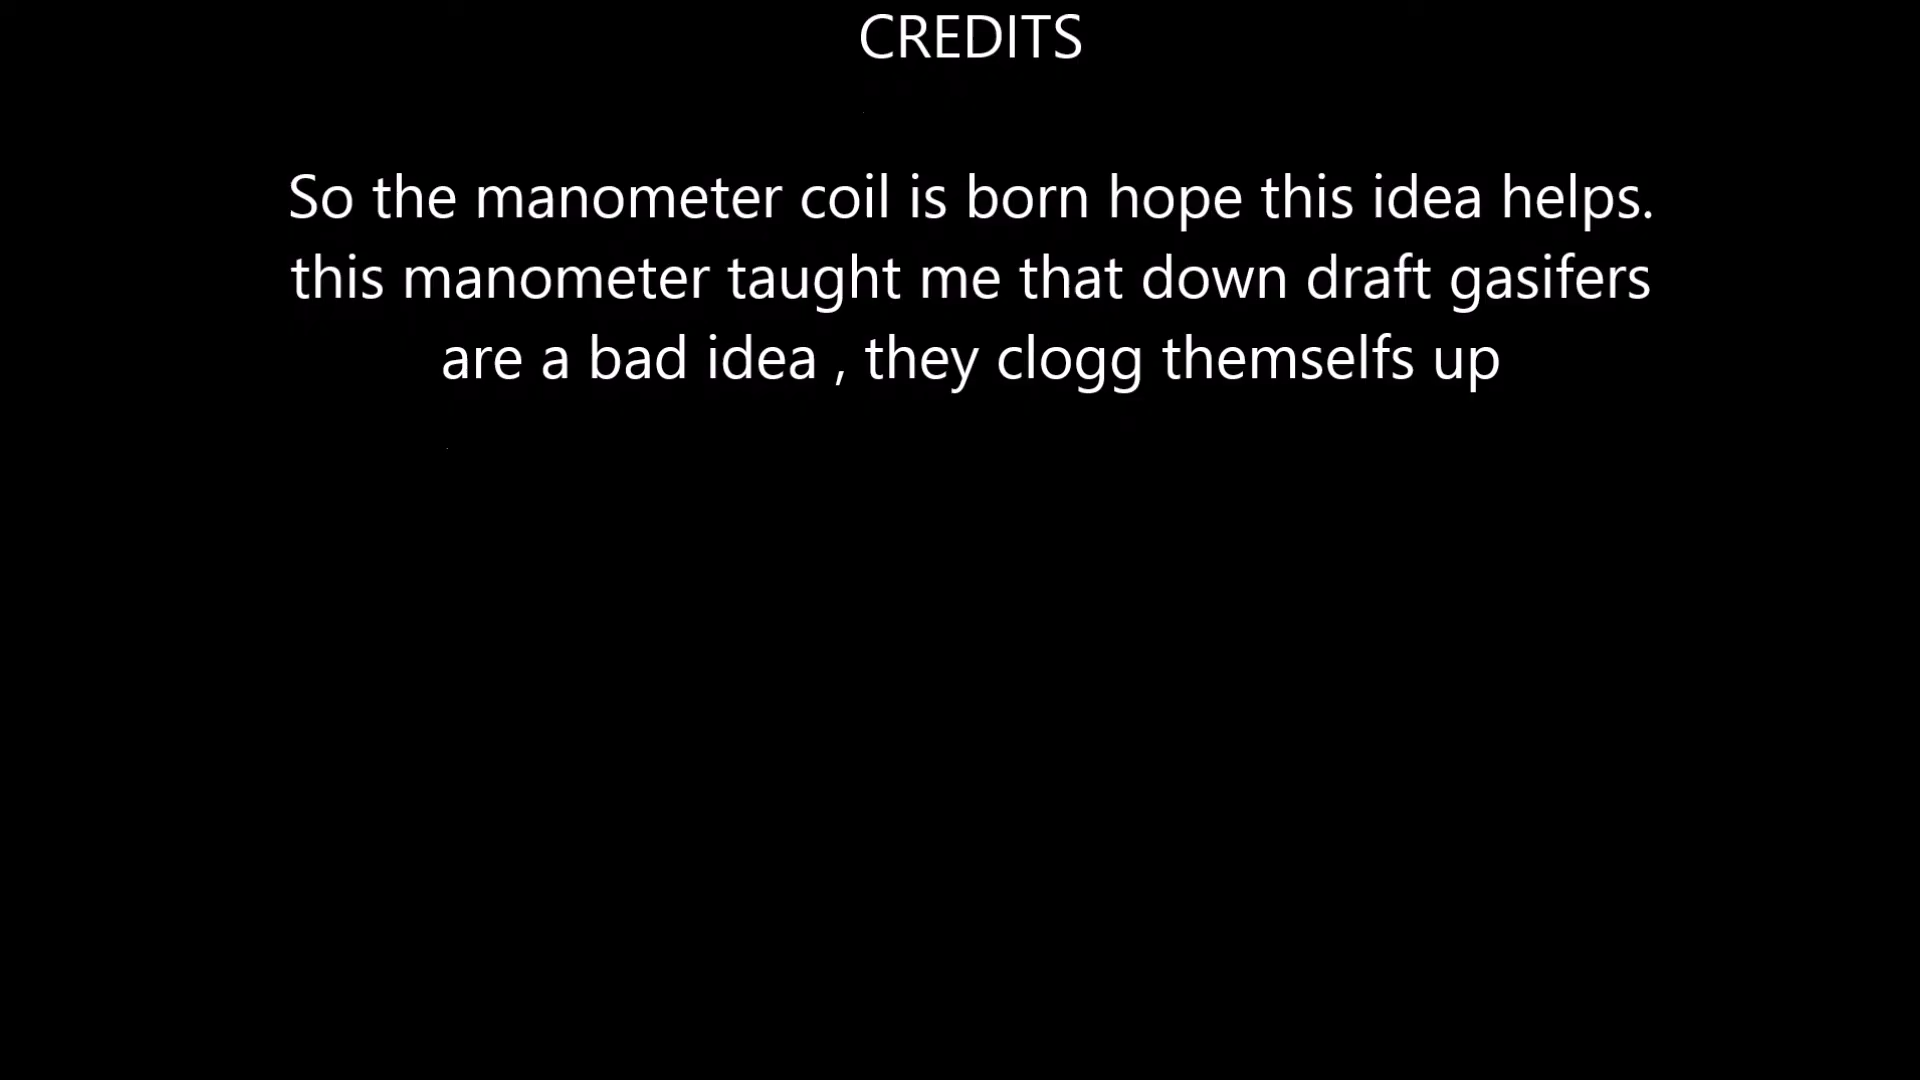 CREDITS
So the manometer coil is born hope this idea helps.
this manometer taught me that down draft gasifers
are a bad idea , they clogg themselfs up